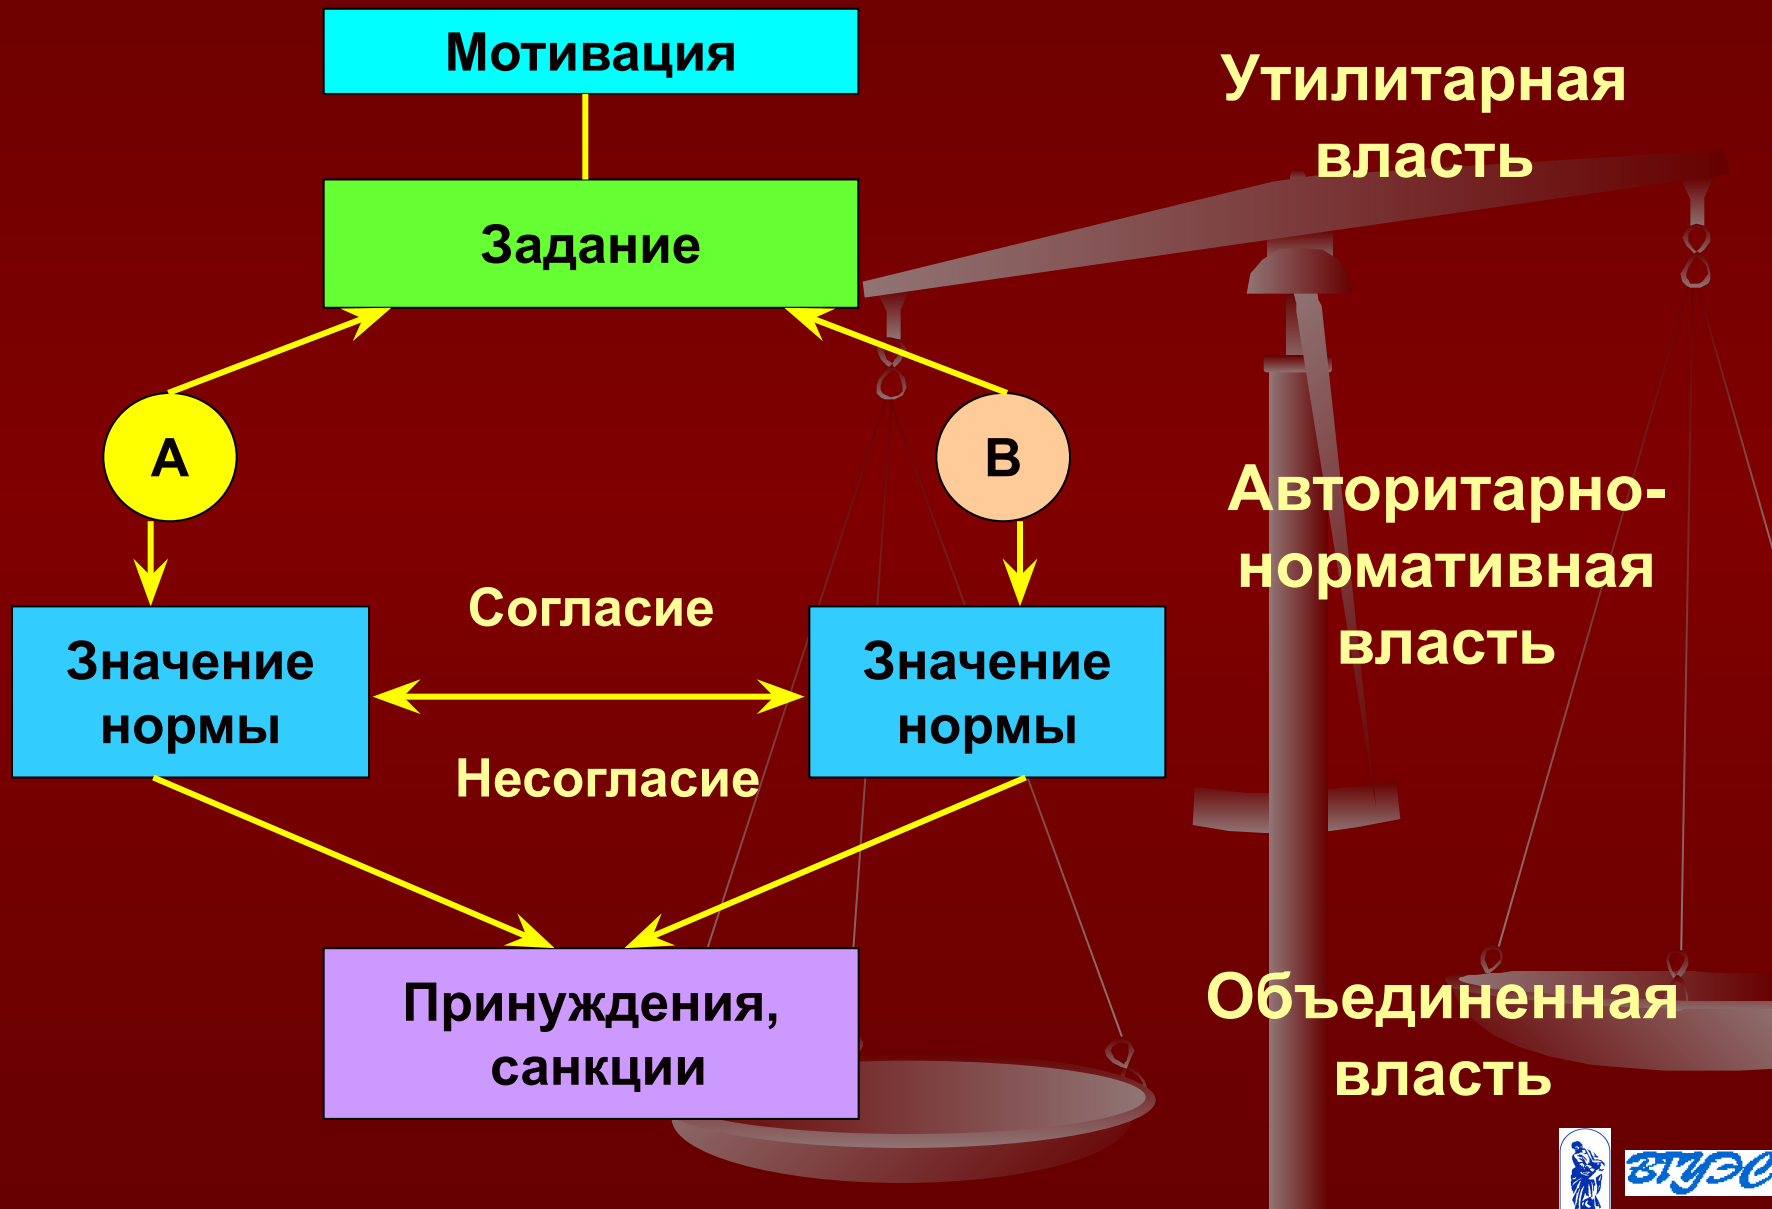 Мотивация
Утилитарная
власть
Задание
А
В
Авторитарно-
нормативная
власть
Согласие
Значение
нормы
Значение
нормы
Несогласие
Принуждения,
санкции
Объединенная
власть
ВГУЭС